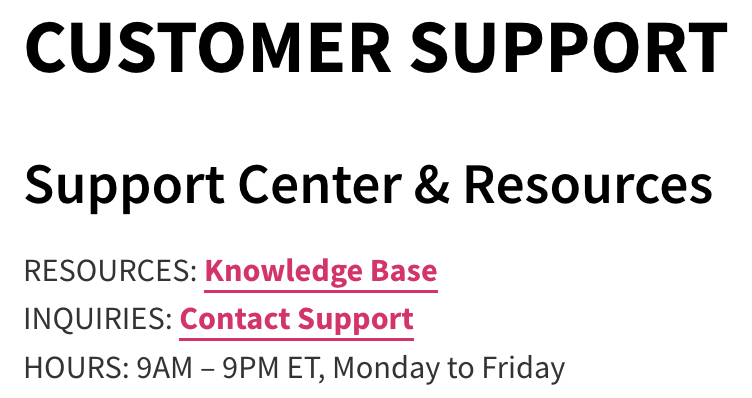 CUSTOMER SUPPORT
Support Center & Resources
RESOURCES: Knowledge Base
INQUIRIES: Contact Support
HOURS: 9AM – 9PM ET, Monday to Friday